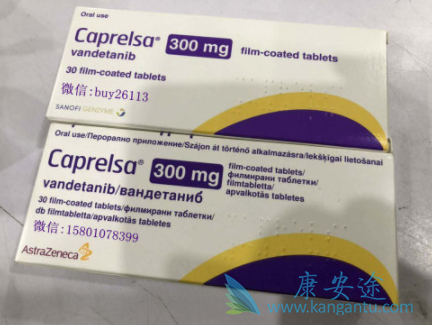 Oral use
Caprelsa® 300 mg film-coated tablets
vandetanib
30 film-coated tablets
微信:buy26113
SANOFI GENZYME
Oral use/Перорално приложение/Szájon át történő alkalmazásra/Iekšķīgai lietošanai
Caprelsa® 300 mg film-coated tablets/
филмирани таблетки/
filmtabletta/
apvalkotās tabletes
vandetanib/вандетаниб
30 film-coated tablets/филмирани таблетки/
db filmtabletta/apvalkotās tabletes
微信:15801078399
AstraZeneca
康安途
www.kangantu.com